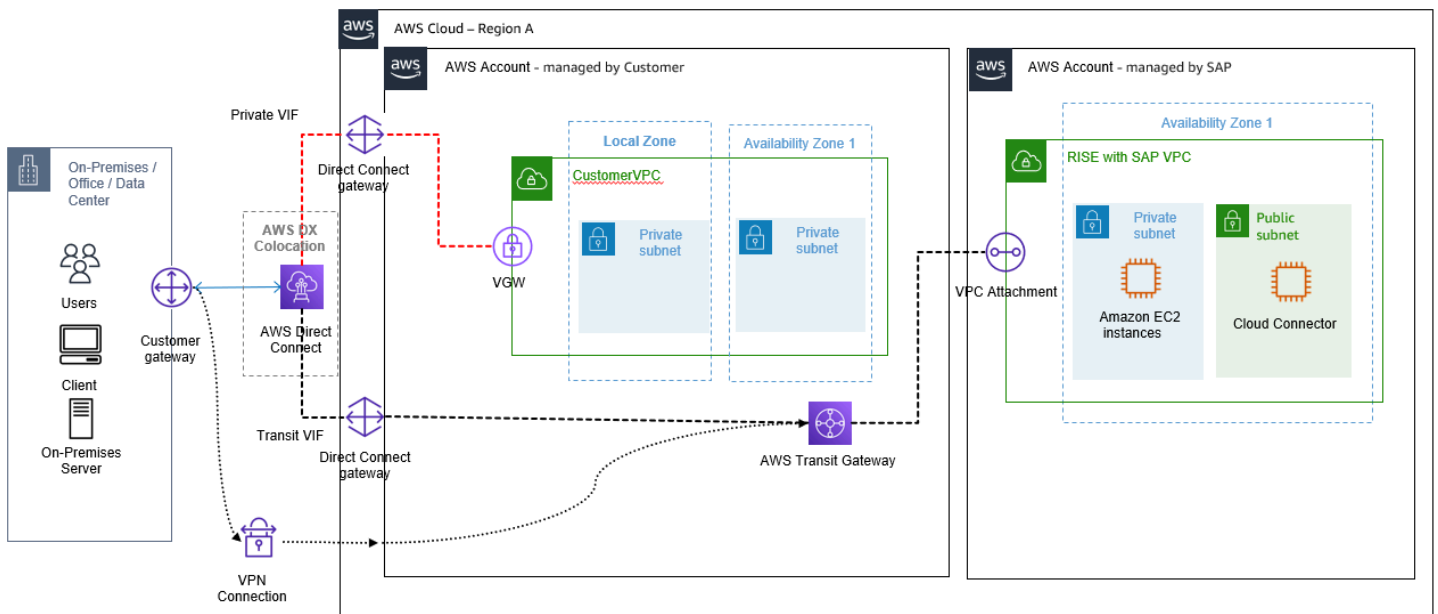 aws
AWS Cloud – Region A
aws
AWS Account - managed by Customer
aws
AWS Account - managed by SAP
Private VIF
Direct Connect
gateway
Local Zone
Availability Zone 1
Availability Zone 1
On-Premises /
Office / Data
Center
CustomerVPC
RISE with SAP VPC
AWS DX
Colocation
Private
subnet
Private
subnet
Private
subnet
Public
subnet
VGW
VPC Attachment
Users
Customer
gateway
AWS Direct
Connect
Amazon EC2
instances
Cloud Connector
Client
On-Premises
Server
Transit VIF
Direct Connect
gateway
AWS Transit Gateway
VPN
Connection